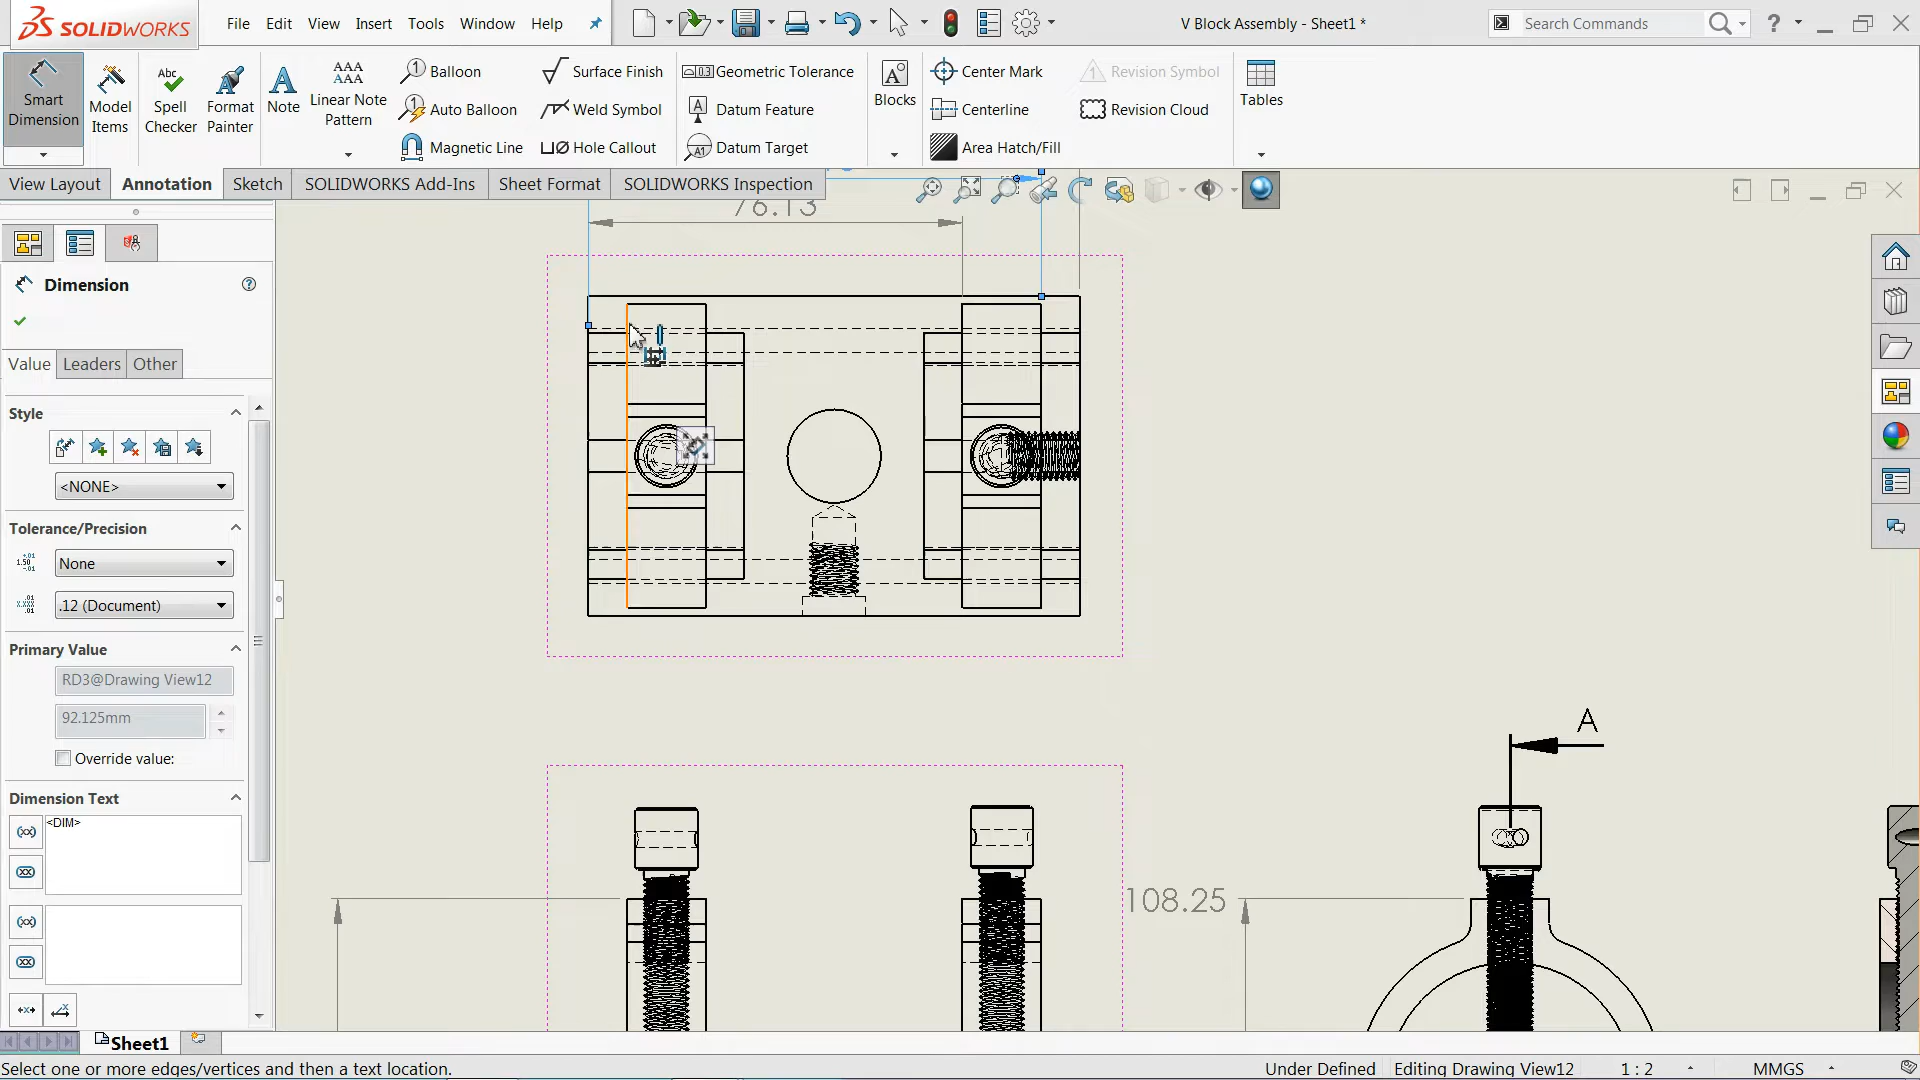 SOLIDWORKS
File Edit View Insert Tools Window Help
V Block Assembly - Sheet1 *
Search Commands
?
Smart Dimension
Model Items
Abc
Spell Checker
Format Painter
A
Note
AAA
AAA
Linear Note Pattern
Balloon
Auto Balloon
Magnetic Line
Surface Finish
Weld Symbol
Hole Callout
Geometric Tolerance
Datum Feature
Datum Target
Blocks
Center Mark
Centerline
Area Hatch/Fill
Revision Symbol
Revision Cloud
Tables
View Layout Annotation Sketch SOLIDWORKS Add-Ins Sheet Format SOLIDWORKS Inspection
76.13
Dimension
Value Leaders Other
Style
<NONE>
Tolerance/Precision
None
.12 (Document)
Primary Value
RD3@Drawing View12
92.125mm
Override value:
Dimension Text
<DIM>
A
108.25
Sheet1
Select one or more edges/vertices and then a text location.
Under Defined Editing Drawing View12 1 : 2 MMGS